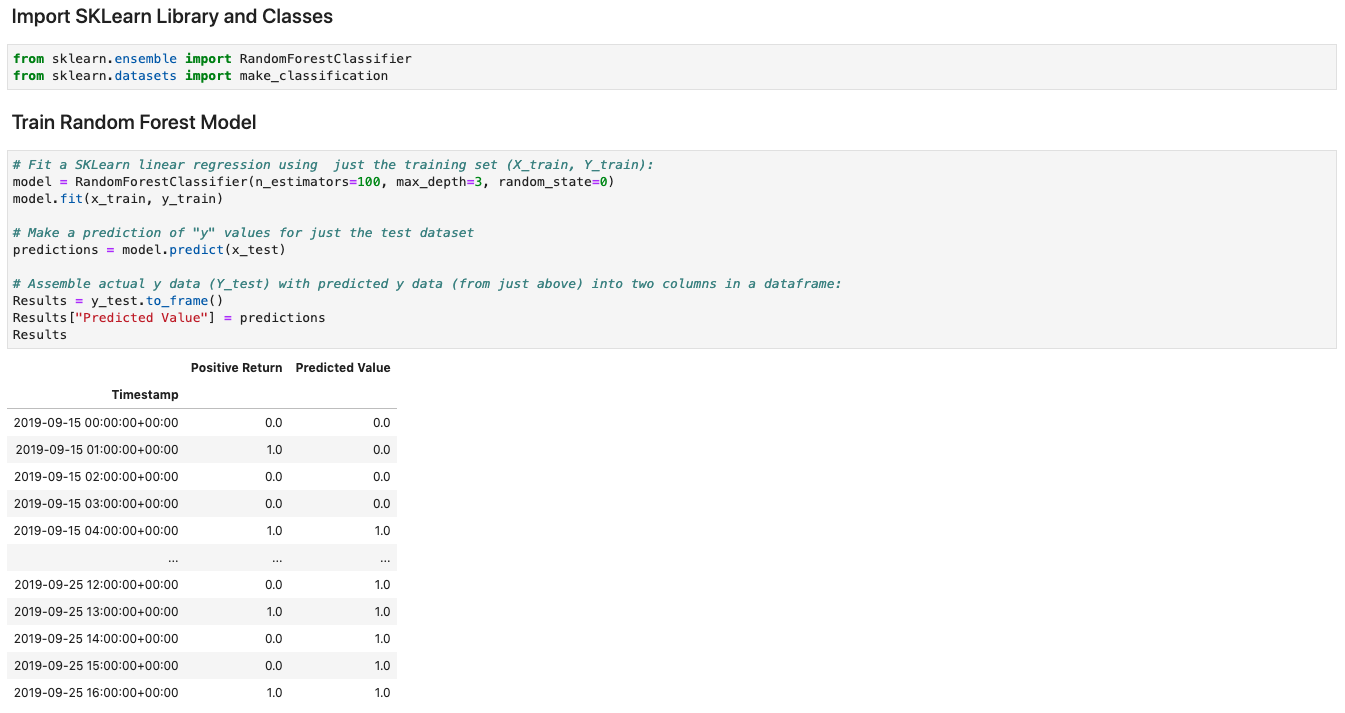 Import SKLearn Library and Classes
from sklearn.ensemble import RandomForestClassifier
from sklearn.datasets import make_classification
Train Random Forest Model
# Fit a SKLearn linear regression using  just the training set (X_train, Y_train):
model = RandomForestClassifier(n_estimators=100, max_depth=3, random_state=0)
model.fit(x_train, y_train)
# Make a prediction of "y" values for just the test dataset
predictions = model.predict(x_test)
# Assemble actual y data (Y_test) with predicted y data (from just above) into two columns in a dataframe:
Results = y_test.to_frame()
Results["Predicted Value"] = predictions
Results
Positive Return Predicted Value
Timestamp
2019-09-15 00:00:00+00:00 0.0 0.0
2019-09-15 01:00:00+00:00 1.0 0.0
2019-09-15 02:00:00+00:00 0.0 0.0
2019-09-15 03:00:00+00:00 0.0 0.0
2019-09-15 04:00:00+00:00 1.0 1.0
... ... ...
2019-09-25 12:00:00+00:00 0.0 1.0
2019-09-25 13:00:00+00:00 1.0 1.0
2019-09-25 14:00:00+00:00 0.0 1.0
2019-09-25 15:00:00+00:00 0.0 1.0
2019-09-25 16:00:00+00:00 1.0 1.0